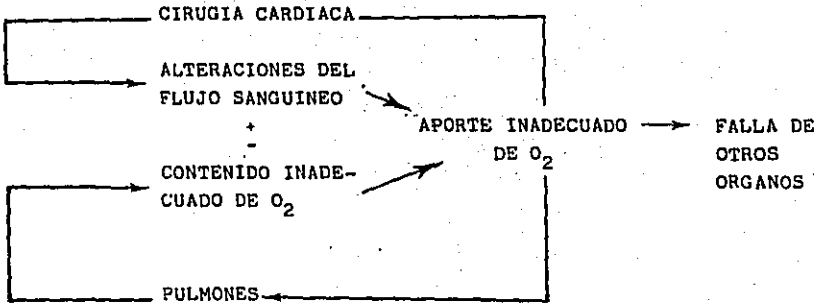 CIRUGIA CARDIACA
ALTERACIONES DEL
FLUJO SANGUINEO
+
-
CONTENIDO INADE-
CUADO DE O2
APORTE INADECUADO
DE O2
FALLA DE
OTROS
ORGANOS
PULMONES